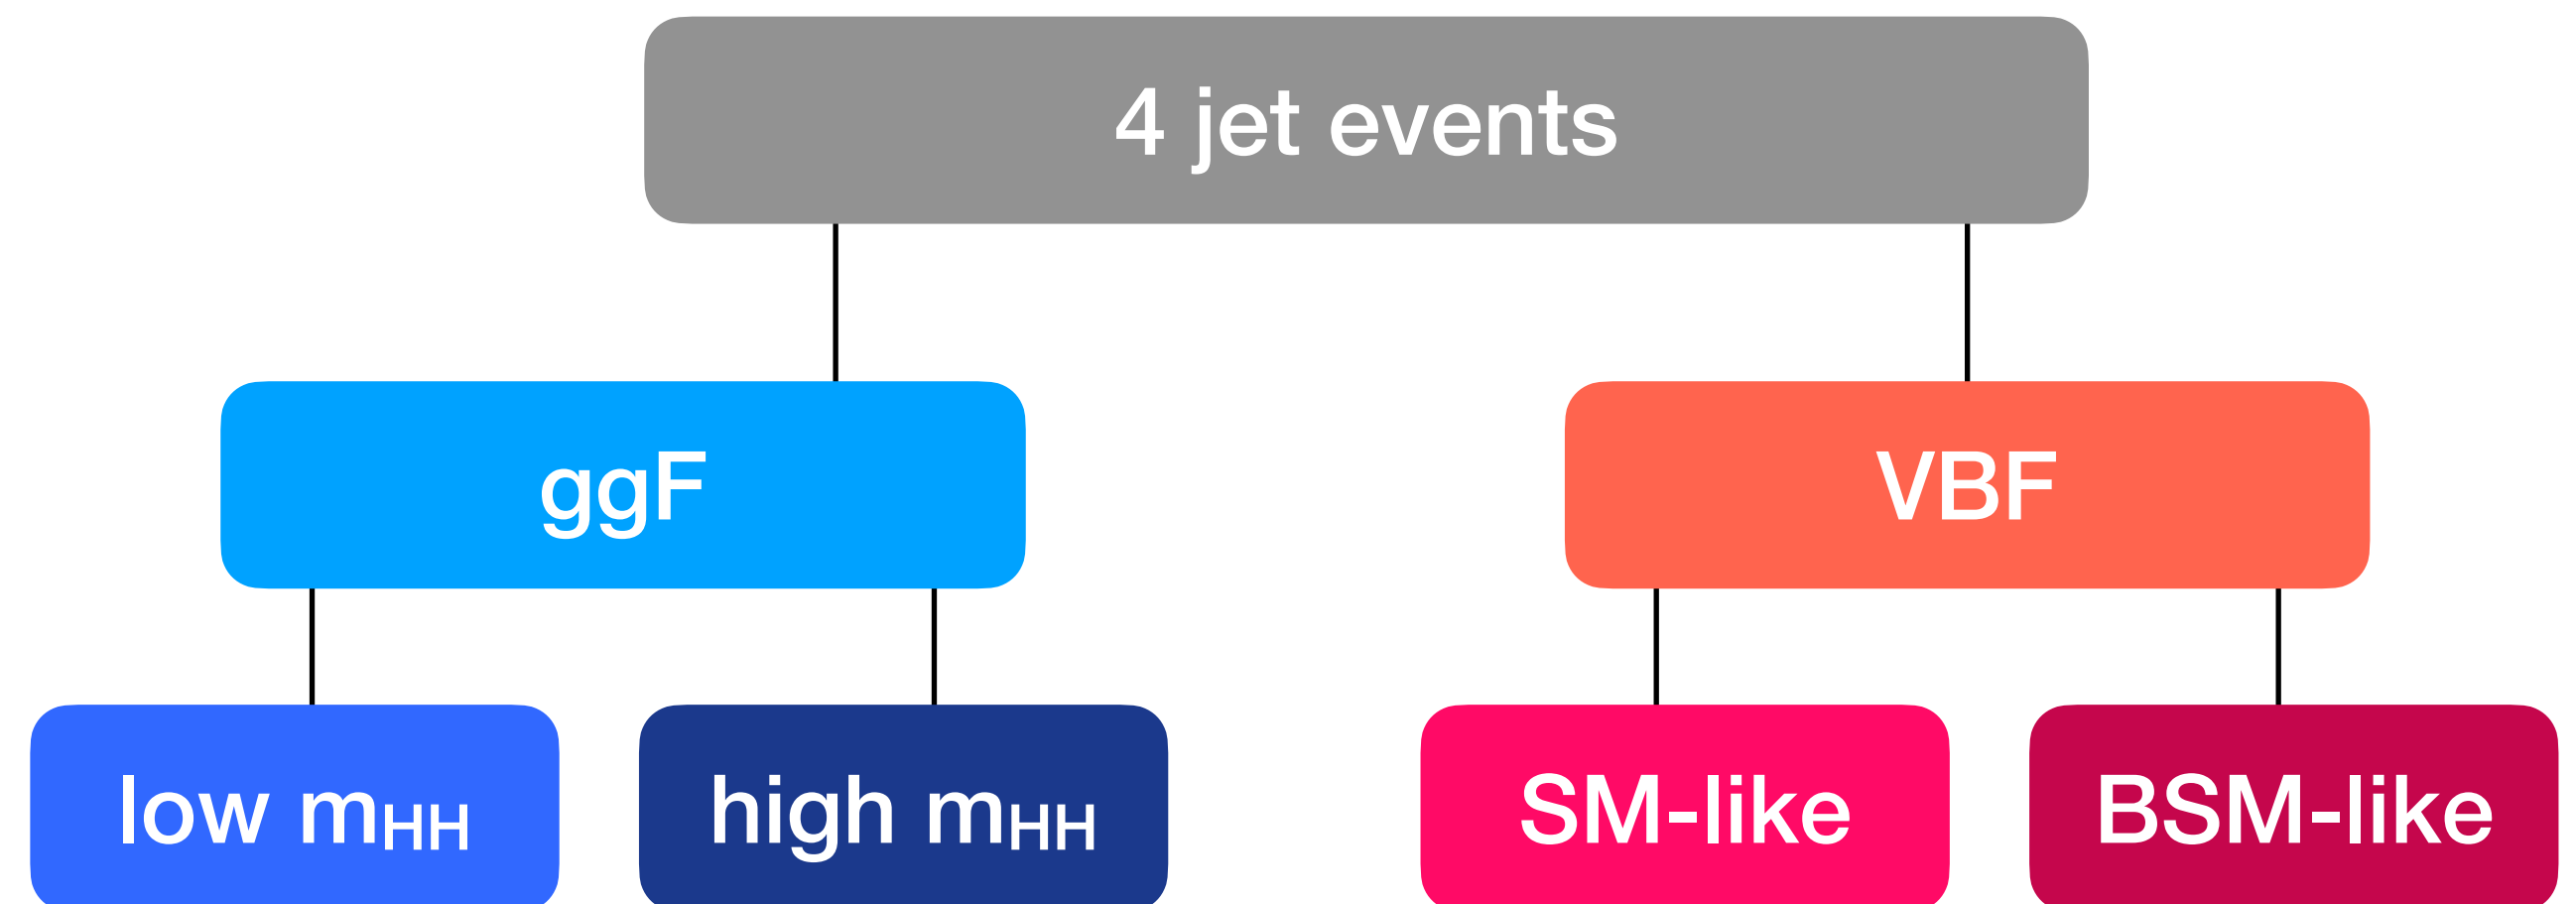 4 jet events
ggF
VBF
low mHH
high mHH
SM-like
BSM-like